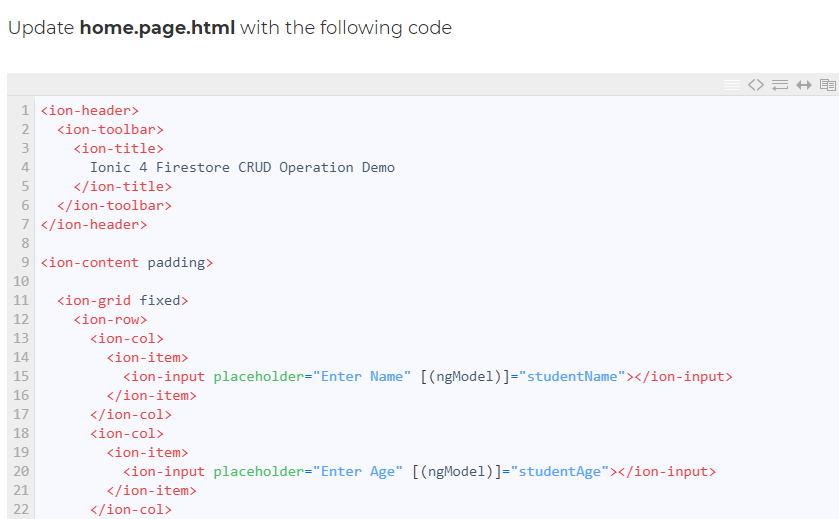 Update home.page.html with the following code
1 <ion-header>
2   <ion-toolbar>
3     <ion-title>
4       Ionic 4 Firestore CRUD Operation Demo
5     </ion-title>
6   </ion-toolbar>
7 </ion-header>
8
9 <ion-content padding>
10
11   <ion-grid fixed>
12     <ion-row>
13       <ion-col>
14         <ion-item>
15           <ion-input placeholder="Enter Name" [(ngModel)]="studentName"></ion-input>
16         </ion-item>
17       </ion-col>
18       <ion-col>
19         <ion-item>
20           <ion-input placeholder="Enter Age" [(ngModel)]="studentAge"></ion-input>
21         </ion-item>
22       </ion-col>